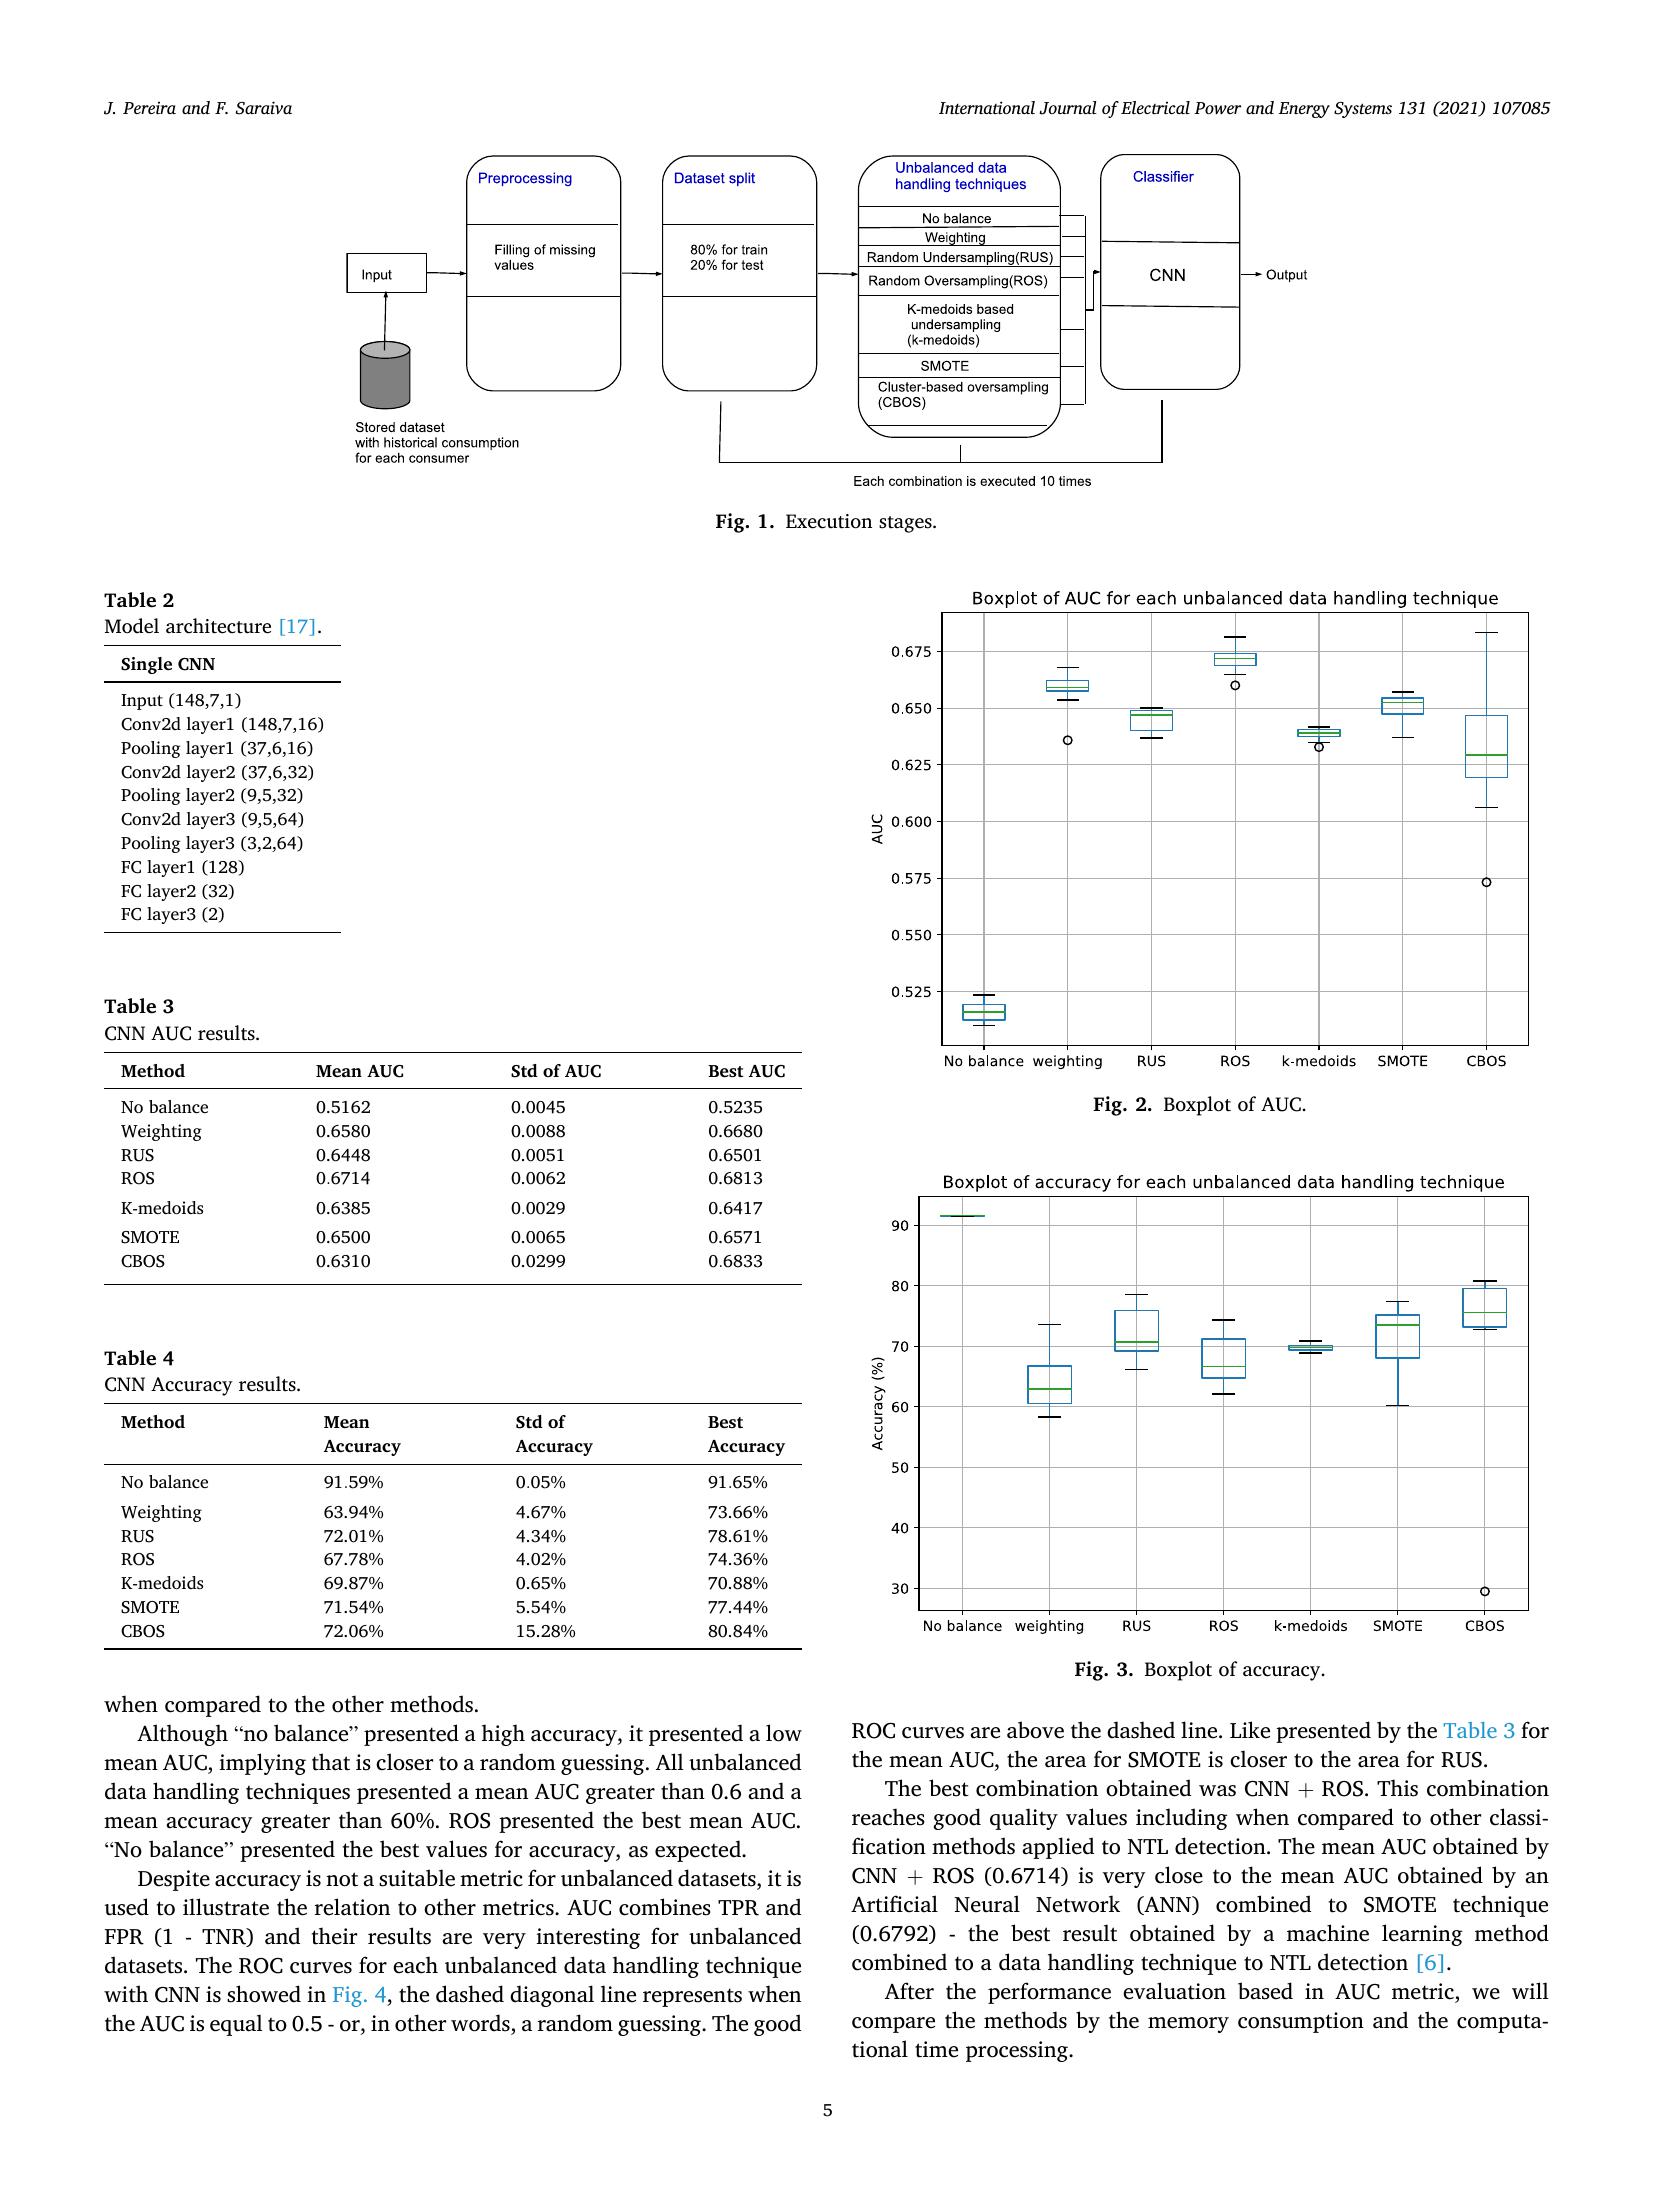 J. Pereira and F. Saraiva
International Journal of Electrical Power and Energy Systems 131 (2021) 107085
Input
Stored dataset
with historical consumption
for each consumer
Preprocessing
Filling of missing
values
Dataset split
80% for train
20% for test
Unbalanced data
handling techniques
No balance
Weighting
Random Undersampling(RUS)
Random Oversampling(ROS)
K-medoids based
undersampling
(k-medoids)
SMOTE
Cluster-based oversampling
(CBOS)
Classifier
CNN
Output
Each combination is executed 10 times
Fig. 1. Execution stages.
Table 2
Model architecture [17].
Single CNN
Input (148,7,1)
Conv2d layer1 (148,7,16)
Pooling layer1 (37,6,16)
Conv2d layer2 (37,6,32)
Pooling layer2 (9,5,32)
Conv2d layer3 (9,5,64)
Pooling layer3 (3,2,64)
FC layer1 (128)
FC layer2 (32)
FC layer3 (2)
Table 3
CNN AUC results.
Method Mean AUC Std of AUC Best AUC
No balance 0.5162 0.0045 0.5235
Weighting 0.6580 0.0088 0.6680
RUS 0.6448 0.0051 0.6501
ROS 0.6714 0.0062 0.6813
K-medoids 0.6385 0.0029 0.6417
SMOTE 0.6500 0.0065 0.6571
CBOS 0.6310 0.0299 0.6833
Table 4
CNN Accuracy results.
Method Mean Std of Best
Accuracy Accuracy Accuracy
No balance 91.59% 0.05% 91.65%
Weighting 63.94% 4.67% 73.66%
RUS 72.01% 4.34% 78.61%
ROS 67.78% 4.02% 74.36%
K-medoids 69.87% 0.65% 70.88%
SMOTE 71.54% 5.54% 77.44%
CBOS 72.06% 15.28% 80.84%
when compared to the other methods.
Although “no balance” presented a high accuracy, it presented a low
mean AUC, implying that is closer to a random guessing. All unbalanced
data handling techniques presented a mean AUC greater than 0.6 and a
mean accuracy greater than 60%. ROS presented the best mean AUC.
“No balance” presented the best values for accuracy, as expected.
Despite accuracy is not a suitable metric for unbalanced datasets, it is
used to illustrate the relation to other metrics. AUC combines TPR and
FPR (1 - TNR) and their results are very interesting for unbalanced
datasets. The ROC curves for each unbalanced data handling technique
with CNN is showed in Fig. 4, the dashed diagonal line represents when
the AUC is equal to 0.5 - or, in other words, a random guessing. The good
Boxplot of AUC for each unbalanced data handling technique
AUC
0.675
0.650
0.625
0.600
0.575
0.550
0.525
No balance weighting RUS ROS k-medoids SMOTE CBOS
Fig. 2. Boxplot of AUC.
Boxplot of accuracy for each unbalanced data handling technique
Accuracy (%)
90
80
70
60
50
40
30
No balance weighting RUS ROS k-medoids SMOTE CBOS
Fig. 3. Boxplot of accuracy.
ROC curves are above the dashed line. Like presented by the Table 3 for
the mean AUC, the area for SMOTE is closer to the area for RUS.
The best combination obtained was CNN + ROS. This combination
reaches good quality values including when compared to other classi-
fication methods applied to NTL detection. The mean AUC obtained by
CNN + ROS (0.6714) is very close to the mean AUC obtained by an
Artificial Neural Network (ANN) combined to SMOTE technique
(0.6792) - the best result obtained by a machine learning method
combined to a data handling technique to NTL detection [6].
After the performance evaluation based in AUC metric, we will
compare the methods by the memory consumption and the computa-
tional time processing.
5